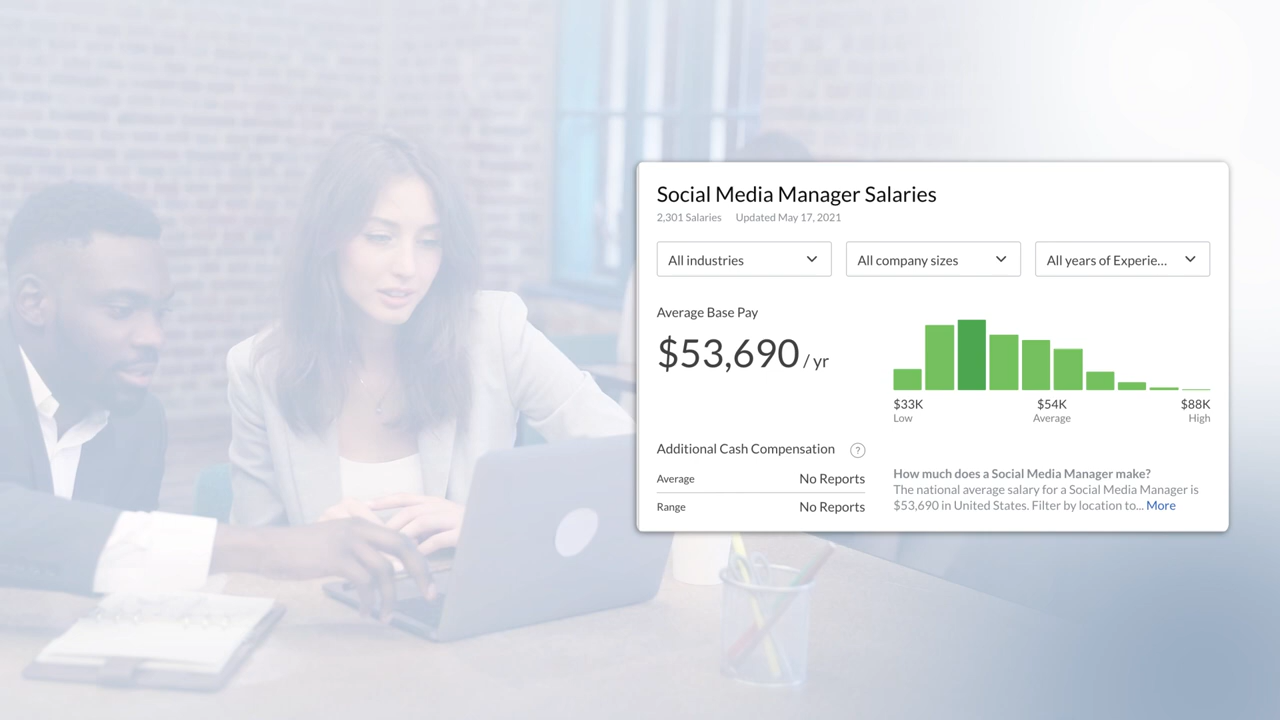 Social Media Manager Salaries
2,301 Salaries Updated May 17, 2021
All industries
All company sizes
All years of Experie...
Average Base Pay
$53,690 / yr
$33K
Low
$54K
Average
$88K
High
Additional Cash Compensation ?
Average No Reports
Range No Reports
How much does a Social Media Manager make?
The national average salary for a Social Media Manager is
$53,690 in United States. Filter by location to... More